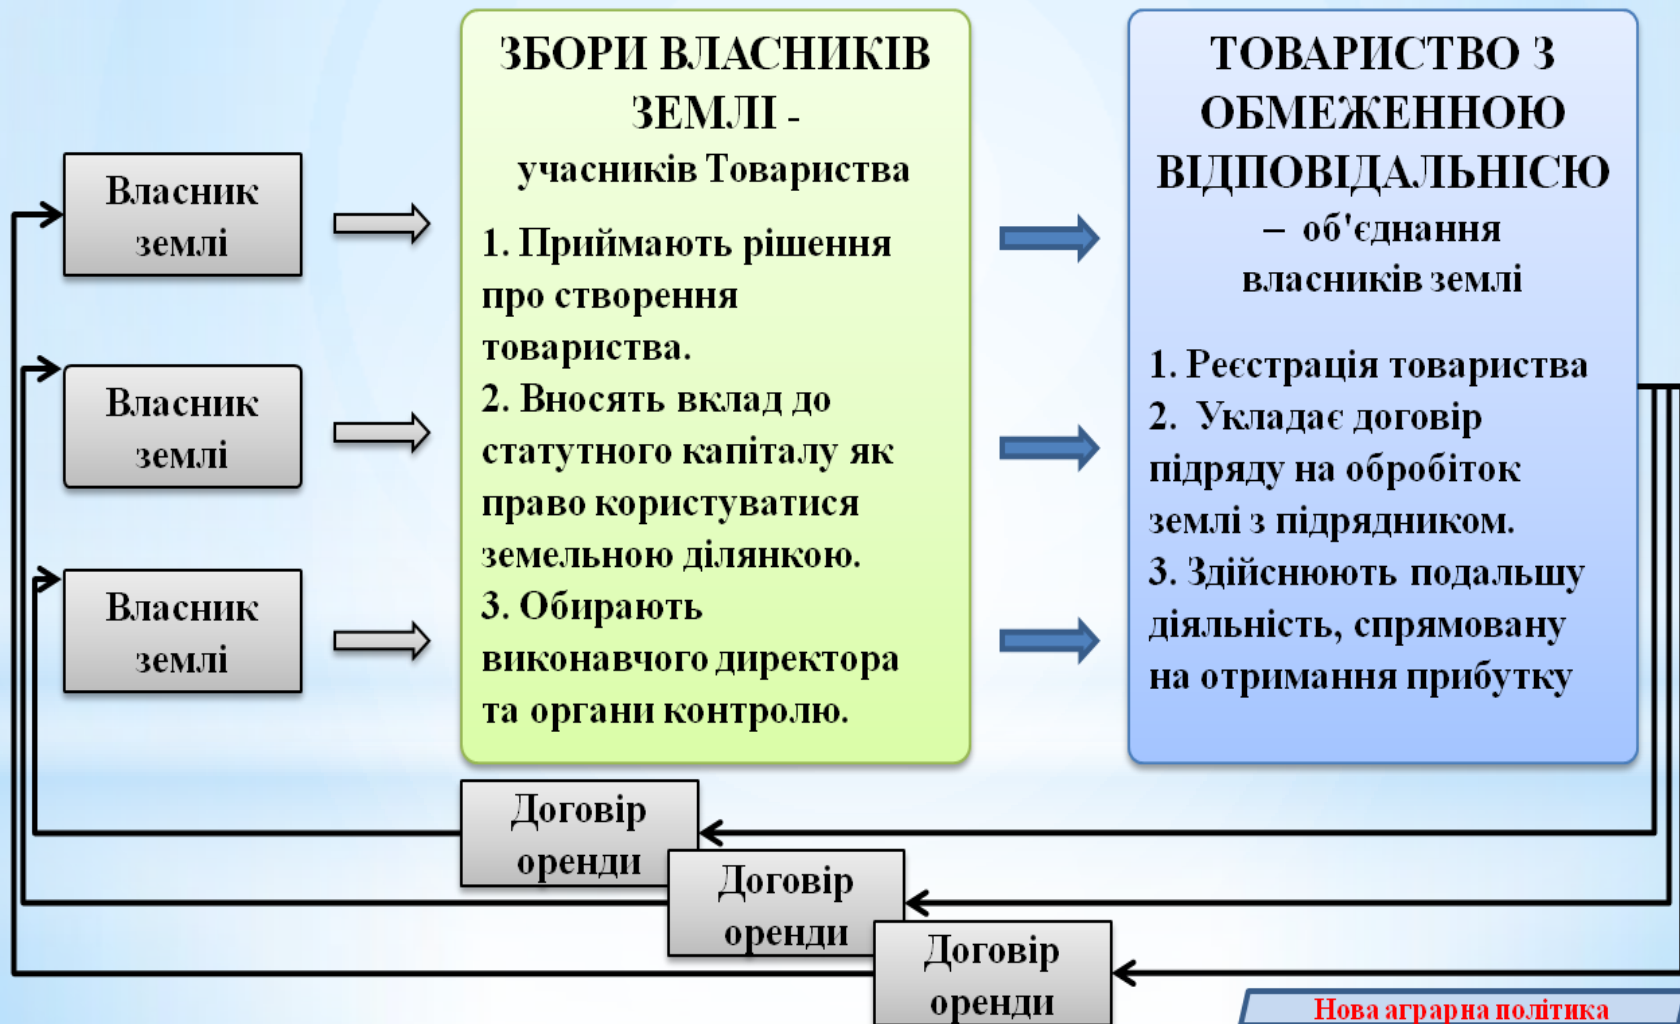 Власник
землі
Власник
землі
Власник
землі
ЗБОРИ ВЛАСНИКІВ
ЗЕМЛІ -
учасників Товариства
1. Приймають рішення
про створення
товариства.
2. Вносять вклад до
статутного капіталу як
право користуватися
земельною ділянкою.
3. Обирають
виконавчого директора
та органи контролю.
ТОВАРИСТВО З
ОБМЕЖЕННОЮ
ВІДПОВІДАЛЬНІСЮ
– об'єднання
власників землі
1. Реєстрація товариства
2. Укладає договір
підряду на обробіток
землі з підрядником.
3. Здійснюють подальшу
діяльність, спрямовану
на отримання прибутку
Договір
оренди
Договір
оренди
Договір
оренди
Нова аграрна політика